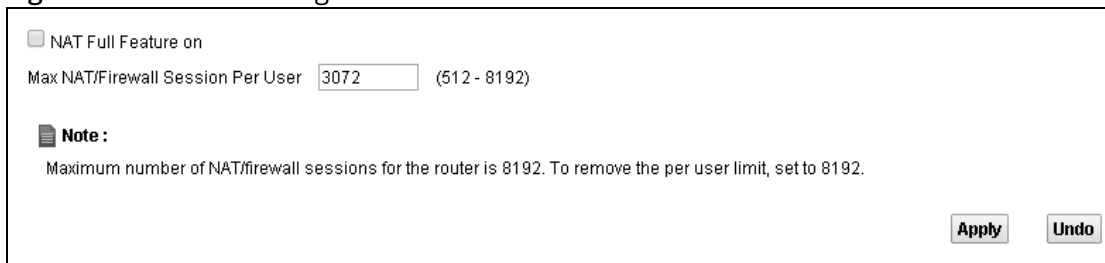 NAT Full Feature on
Max NAT/Firewall Session Per User 3072 (512 - 8192)
Note :
Maximum number of NAT/firewall sessions for the router is 8192. To remove the per user limit, set to 8192.
Apply Undo